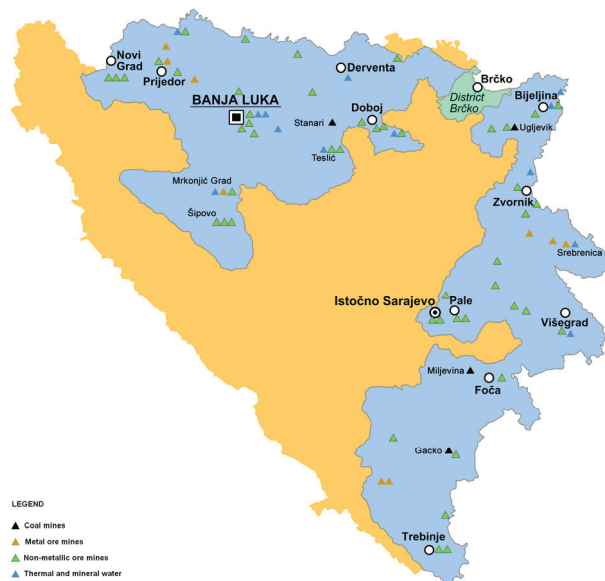 Novi
Grad
Prijedor
Derventa
Brčko
District
Brčko
BANJA LUKA
Doboj
Bijeljina
Stanari
Ugljevik
Teslić
Mrkonjić Grad
Šipovo
Zvornik
Srebrenica
Istočno Sarajevo
Pale
Višegrad
Miljevina
Foča
Gacko
Trebinje
LEGEND
Coal mines
Metal ore mines
Non-metallic ore mines
Thermal and mineral water